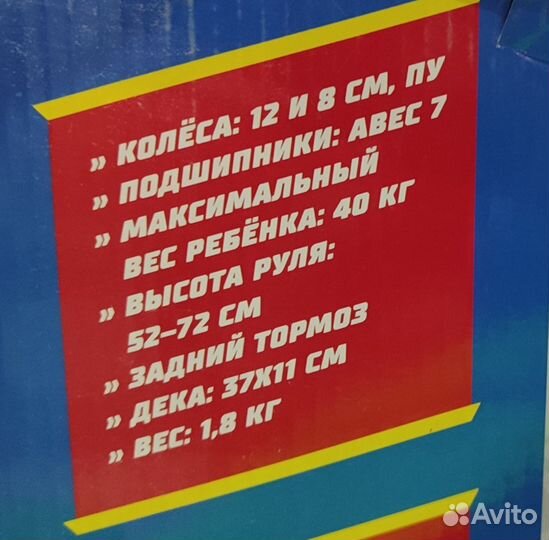 » КОЛЁСА: 12 И 8 СМ, ПУ
» ПОДШИПНИКИ: ABEC 7
» МАКСИМАЛЬНЫЙ
ВЕС РЕБЁНКА: 40 КГ
» ВЫСОТА РУЛЯ:
52–72 СМ
» ЗАДНИЙ ТОРМОЗ
» ДЕКА: 37X11 СМ
» ВЕС: 1,8 КГ
Avito